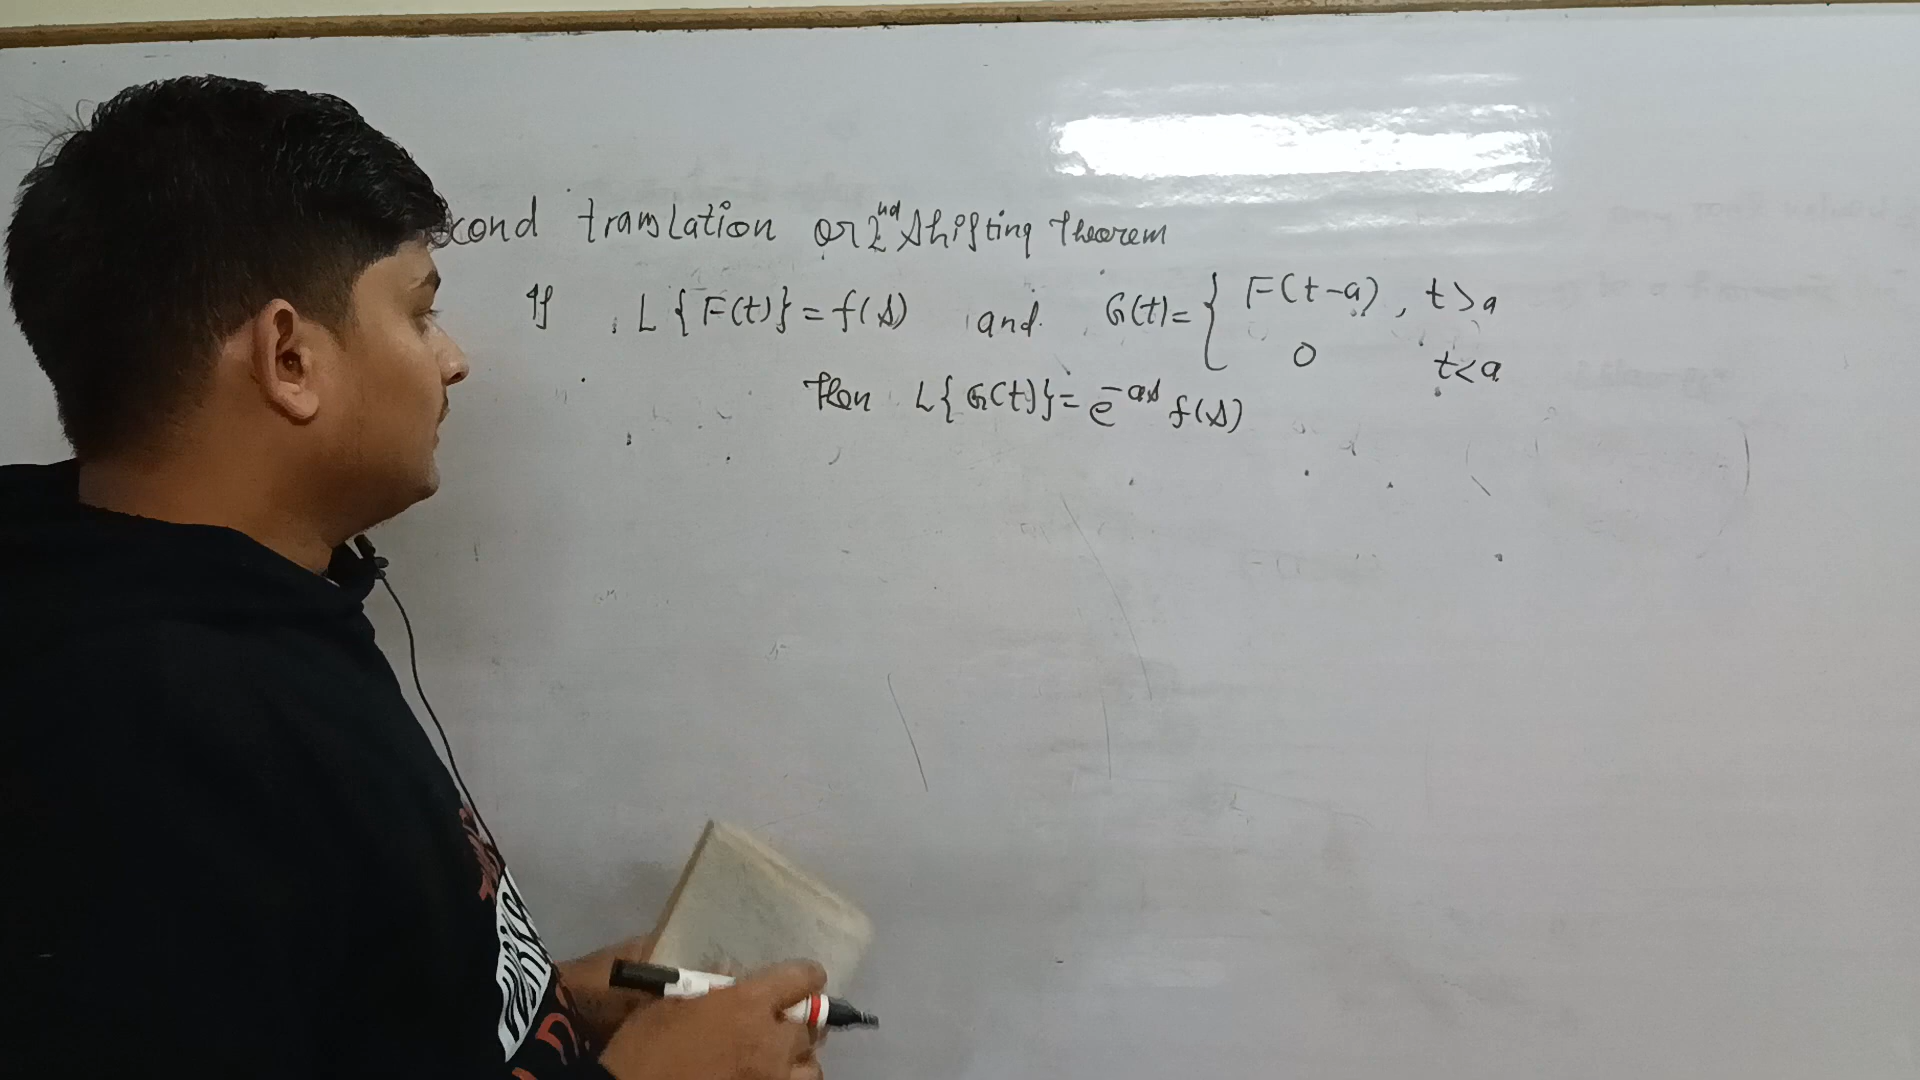 cond translation or 2nd shifting Theorem
If L{F(t)} = f(s) and G(t) = { F(t-a), t>a
0 t<a
Then L{G(t)} = e^-as f(s)